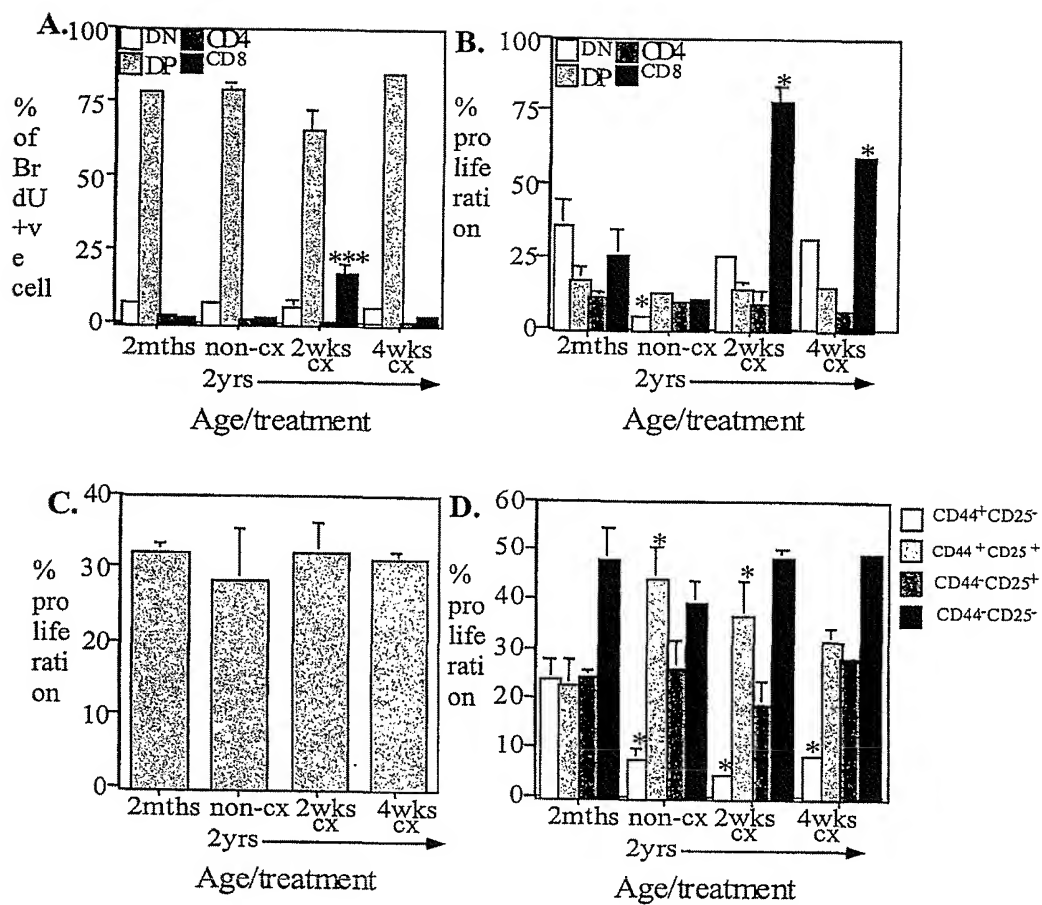 A.
100
75
50
25
0
DN CD4
DP CD8
%
of
Br
dU
+v
e
cell
***
2mths non-cx 2wks 4wks
cx cx
2yrs
Age/treatment
B.
100
75
50
25
0
DN CD4
DP CD8
%
pro
life
rati
on
* * *
2mths non-cx 2wks 4wks
cx cx
2yrs
Age/treatment
C.
40
30
20
10
0
%
pro
life
rati
on
2mths non-cx 2wks 4wks
cx cx
2yrs
Age/treatment
D.
60
50
40
30
20
10
0
%
pro
life
rati
on
* * * * *
2mths non-cx 2wks 4wks
cx cx
2yrs
Age/treatment
CD44+CD25-
CD44+CD25+
CD44-CD25+
CD44-CD25-